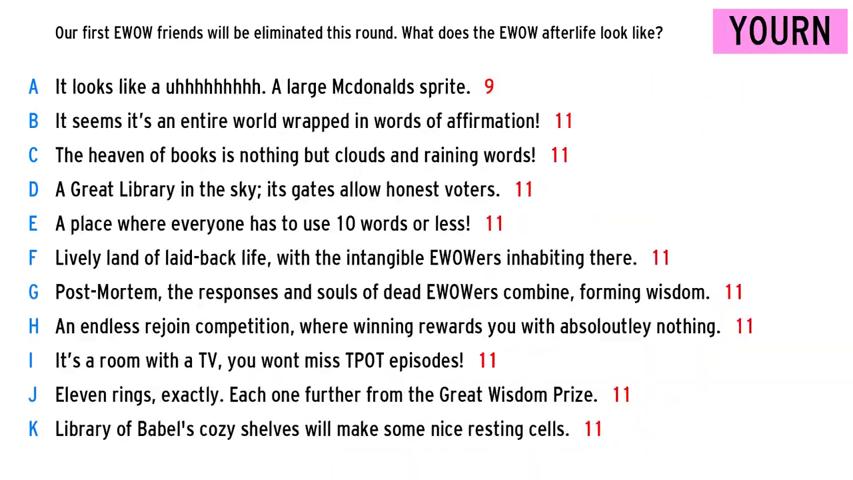 Our first EWOW friends will be eliminated this round. What does the EWOW afterlife look like?
YOURN
A It looks like a uhhhhhhhhh. A large Mcdonalds sprite. 9
B It seems it's an entire world wrapped in words of affirmation! 11
C The heaven of books is nothing but clouds and raining words! 11
D A Great Library in the sky; its gates allow honest voters. 11
E A place where everyone has to use 10 words or less! 11
F Lively land of laid-back life, with the intangible EWOWers inhabiting there. 11
G Post-Mortem, the responses and souls of dead EWOWers combine, forming wisdom. 11
H An endless rejoin competition, where winning rewards you with absoloutley nothing. 11
I It's a room with a TV, you wont miss TPOT episodes! 11
J Eleven rings, exactly. Each one further from the Great Wisdom Prize. 11
K Library of Babel's cozy shelves will make some nice resting cells. 11